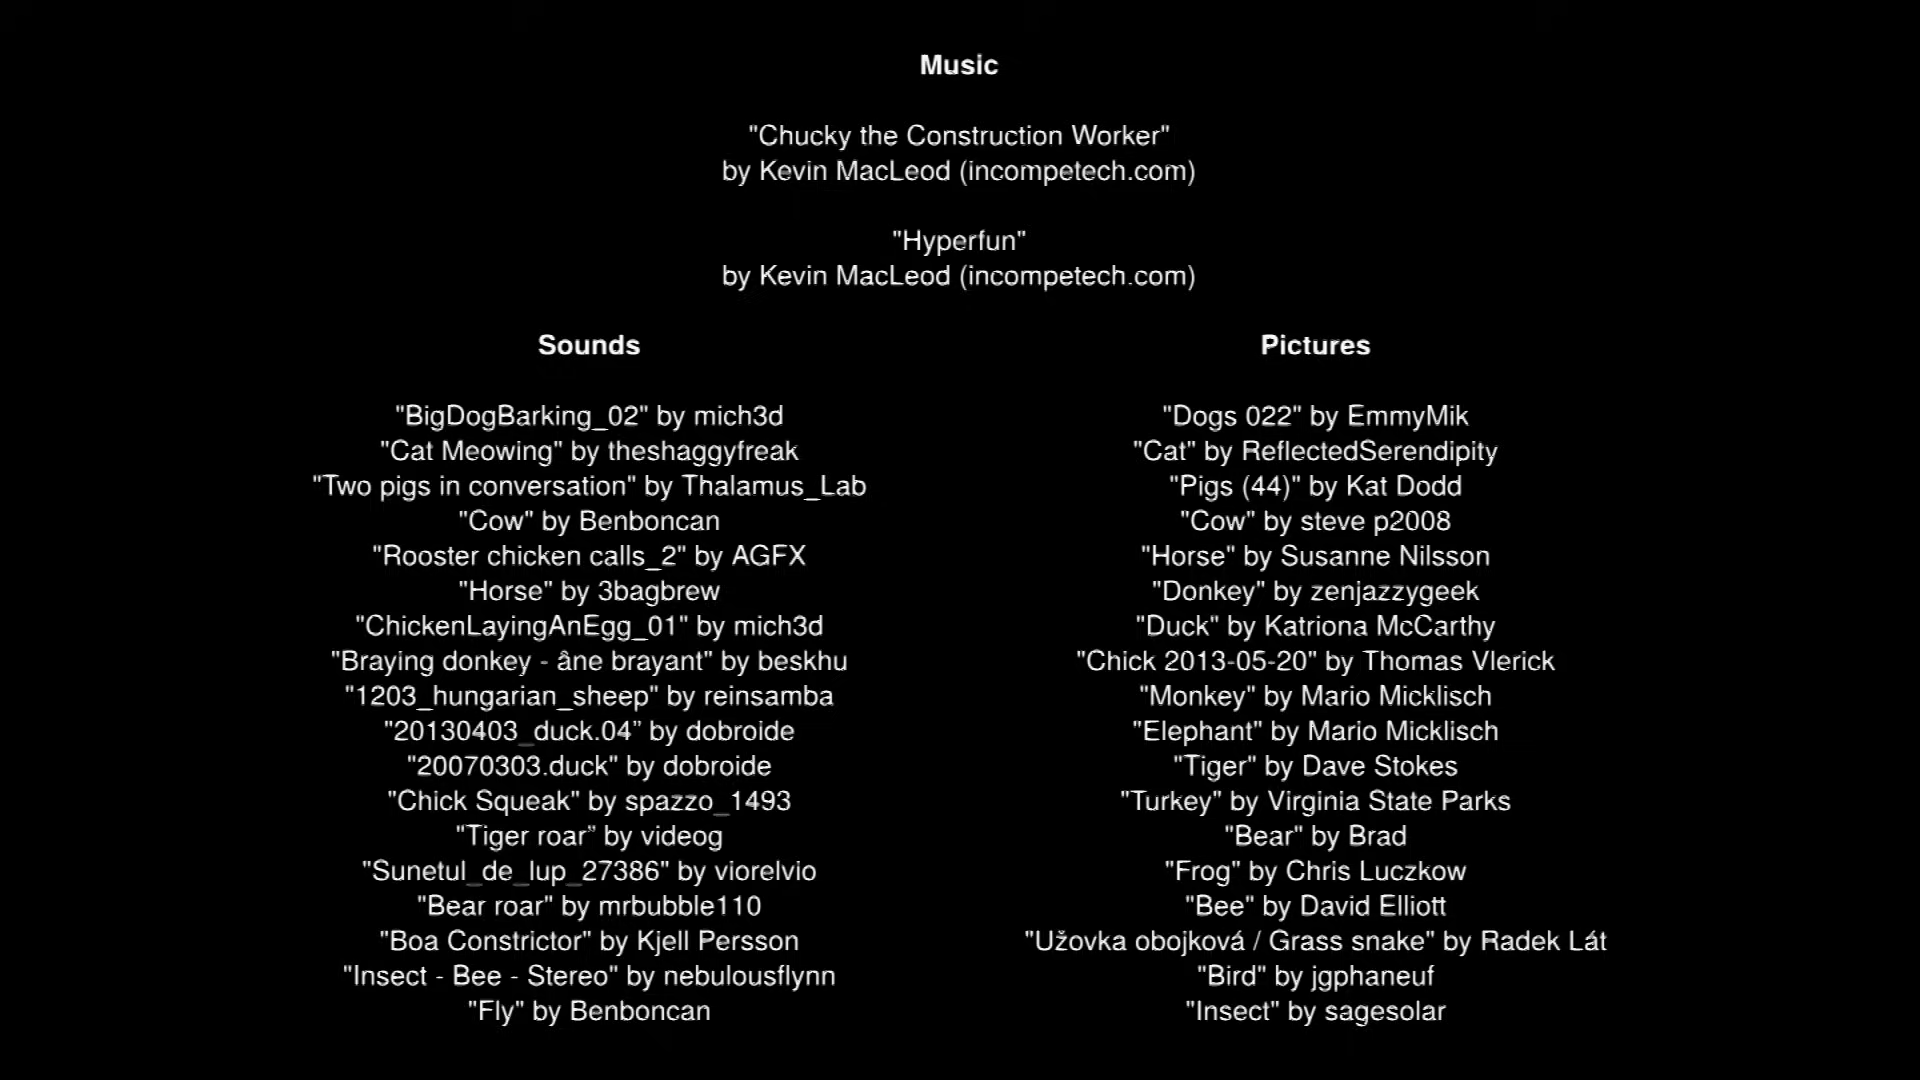 Music
"Chucky the Construction Worker"
by Kevin MacLeod (incompetech.com)
"Hyperfun"
by Kevin MacLeod (incompetech.com)
Sounds
"BigDogBarking_02" by mich3d
"Cat Meowing" by theshaggyfreak
"Two pigs in conversation" by Thalamus_Lab
"Cow" by Benboncan
"Rooster chicken calls_2" by AGFX
"Horse" by 3bagbrew
"ChickenLayingAnEgg_01" by mich3d
"Braying donkey - âne brayant" by beskhu
"1203_hungarian_sheep" by reinsamba
"20130403_duck.04” by dobroide
"20070303.duck" by dobroide
"Chick Squeak" by spazzo_1493
"Tiger roar” by videog
"Sunetul_de_lup_27386" by viorelvio
"Bear roar" by mrbubble110
"Boa Constrictor" by Kjell Persson
"Insect - Bee - Stereo" by nebulousflynn
"Fly" by Benboncan
Pictures
"Dogs 022" by EmmyMik
"Cat" by ReflectedSerendipity
"Pigs (44)" by Kat Dodd
"Cow" by steve p2008
"Horse" by Susanne Nilsson
"Donkey" by zenjazzygeek
"Duck" by Katriona McCarthy
"Chick 2013-05-20" by Thomas Vlerick
"Monkey" by Mario Micklisch
"Elephant" by Mario Micklisch
"Tiger" by Dave Stokes
"Turkey" by Virginia State Parks
"Bear" by Brad
"Frog" by Chris Luczkow
"Bee" by David Elliott
"Užovka obojková / Grass snake" by Radek Lát
"Bird" by jgphaneuf
"Insect" by sagesolar